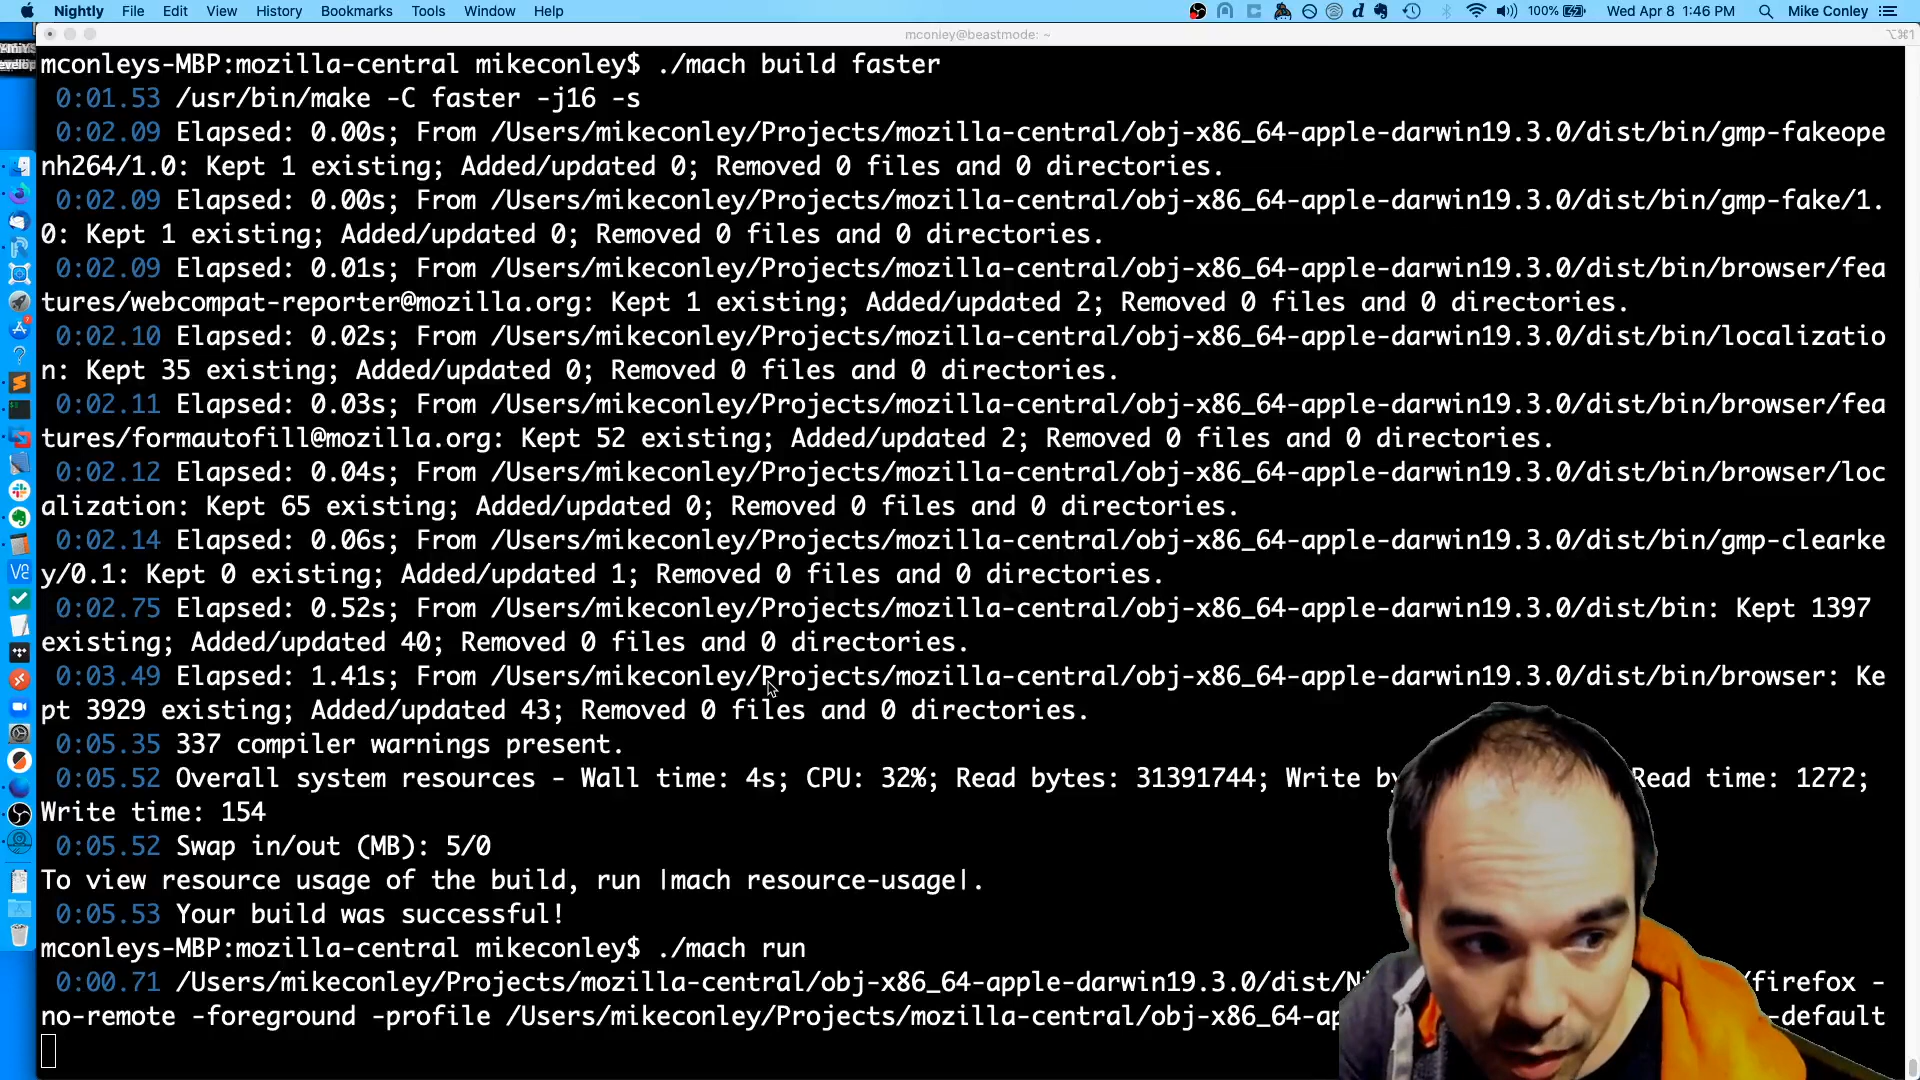 Nightly File Edit View History Bookmarks Tools Window Help 100% Wed Apr 8 1:46 PM Mike Conley
mconley@beastmode: ~ ⌥⌘1
mconleys-MBP:mozilla-central mikeconley$ ./mach build faster
0:01.53 /usr/bin/make -C faster -j16 -s
0:02.09 Elapsed: 0.00s; From /Users/mikeconley/Projects/mozilla-central/obj-x86_64-apple-darwin19.3.0/dist/bin/gmp-fakeope
nh264/1.0: Kept 1 existing; Added/updated 0; Removed 0 files and 0 directories.
0:02.09 Elapsed: 0.00s; From /Users/mikeconley/Projects/mozilla-central/obj-x86_64-apple-darwin19.3.0/dist/bin/gmp-fake/1.
0: Kept 1 existing; Added/updated 0; Removed 0 files and 0 directories.
0:02.09 Elapsed: 0.01s; From /Users/mikeconley/Projects/mozilla-central/obj-x86_64-apple-darwin19.3.0/dist/bin/browser/fea
tures/webcompat-reporter@mozilla.org: Kept 1 existing; Added/updated 2; Removed 0 files and 0 directories.
0:02.10 Elapsed: 0.02s; From /Users/mikeconley/Projects/mozilla-central/obj-x86_64-apple-darwin19.3.0/dist/bin/localizatio
n: Kept 35 existing; Added/updated 0; Removed 0 files and 0 directories.
0:02.11 Elapsed: 0.03s; From /Users/mikeconley/Projects/mozilla-central/obj-x86_64-apple-darwin19.3.0/dist/bin/browser/fea
tures/formautofill@mozilla.org: Kept 52 existing; Added/updated 2; Removed 0 files and 0 directories.
0:02.12 Elapsed: 0.04s; From /Users/mikeconley/Projects/mozilla-central/obj-x86_64-apple-darwin19.3.0/dist/bin/browser/loc
alization: Kept 65 existing; Added/updated 0; Removed 0 files and 0 directories.
0:02.14 Elapsed: 0.06s; From /Users/mikeconley/Projects/mozilla-central/obj-x86_64-apple-darwin19.3.0/dist/bin/gmp-clearke
y/0.1: Kept 0 existing; Added/updated 1; Removed 0 files and 0 directories.
0:02.75 Elapsed: 0.52s; From /Users/mikeconley/Projects/mozilla-central/obj-x86_64-apple-darwin19.3.0/dist/bin: Kept 1397
existing; Added/updated 40; Removed 0 files and 0 directories.
0:03.49 Elapsed: 1.41s; From /Users/mikeconley/Projects/mozilla-central/obj-x86_64-apple-darwin19.3.0/dist/bin/browser: Ke
pt 3929 existing; Added/updated 43; Removed 0 files and 0 directories.
0:05.35 337 compiler warnings present.
0:05.52 Overall system resources - Wall time: 4s; CPU: 32%; Read bytes: 31391744; Write by Read time: 1272;
Write time: 154
0:05.52 Swap in/out (MB): 5/0
To view resource usage of the build, run |mach resource-usage|.
0:05.53 Your build was successful!
mconleys-MBP:mozilla-central mikeconley$ ./mach run
0:00.71 /Users/mikeconley/Projects/mozilla-central/obj-x86_64-apple-darwin19.3.0/dist/Ni /firefox -
no-remote -foreground -profile /Users/mikeconley/Projects/mozilla-central/obj-x86_64-ap -default